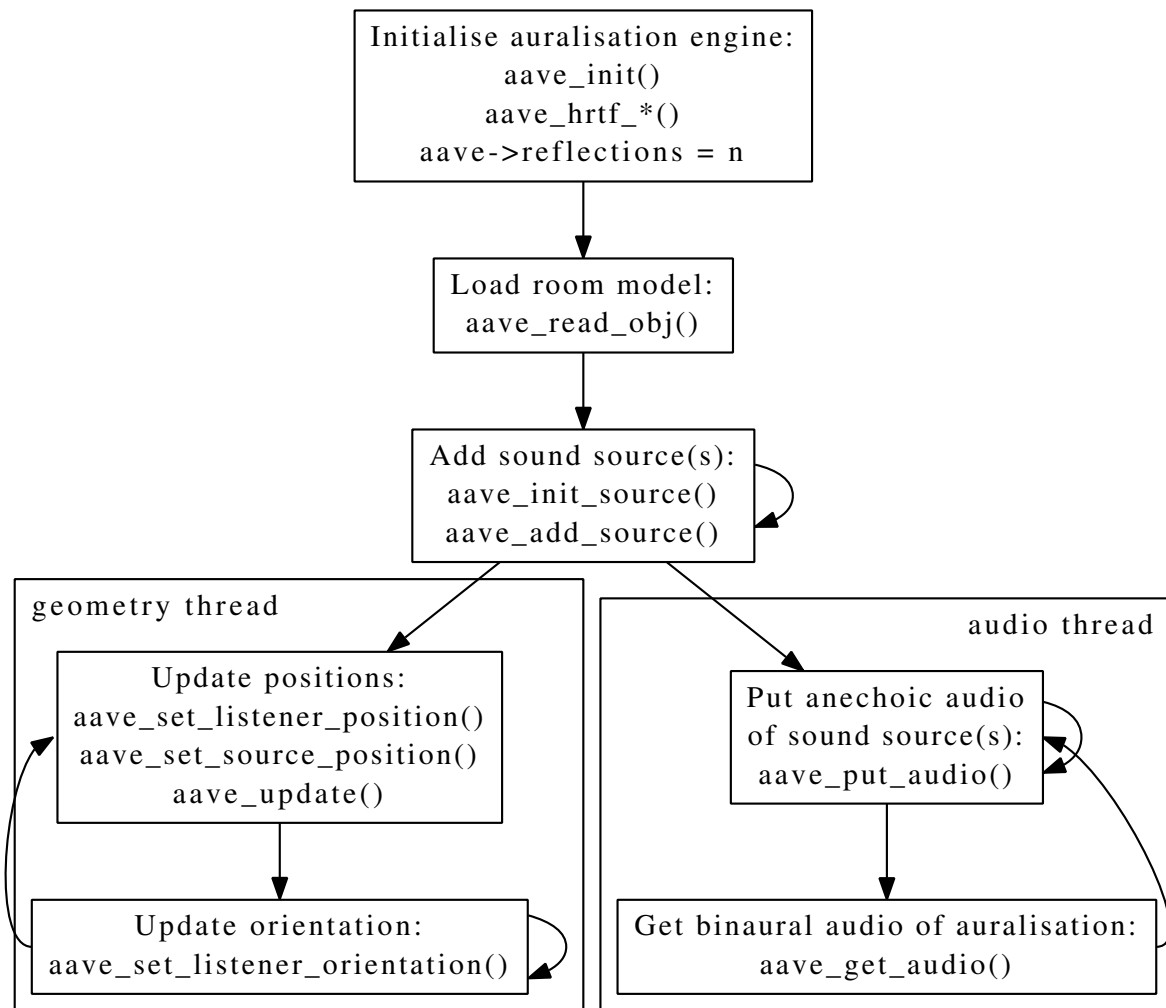 Initialise auralisation engine:
aave_init()
aave_hrtf_*()
aave->reflections = n
Load room model:
aave_read_obj()
Add sound source(s):
aave_init_source()
aave_add_source()
geometry thread
Update positions:
aave_set_listener_position()
aave_set_source_position()
aave_update()
Update orientation:
aave_set_listener_orientation()
audio thread
Put anechoic audio
of sound source(s):
aave_put_audio()
Get binaural audio of auralisation:
aave_get_audio()